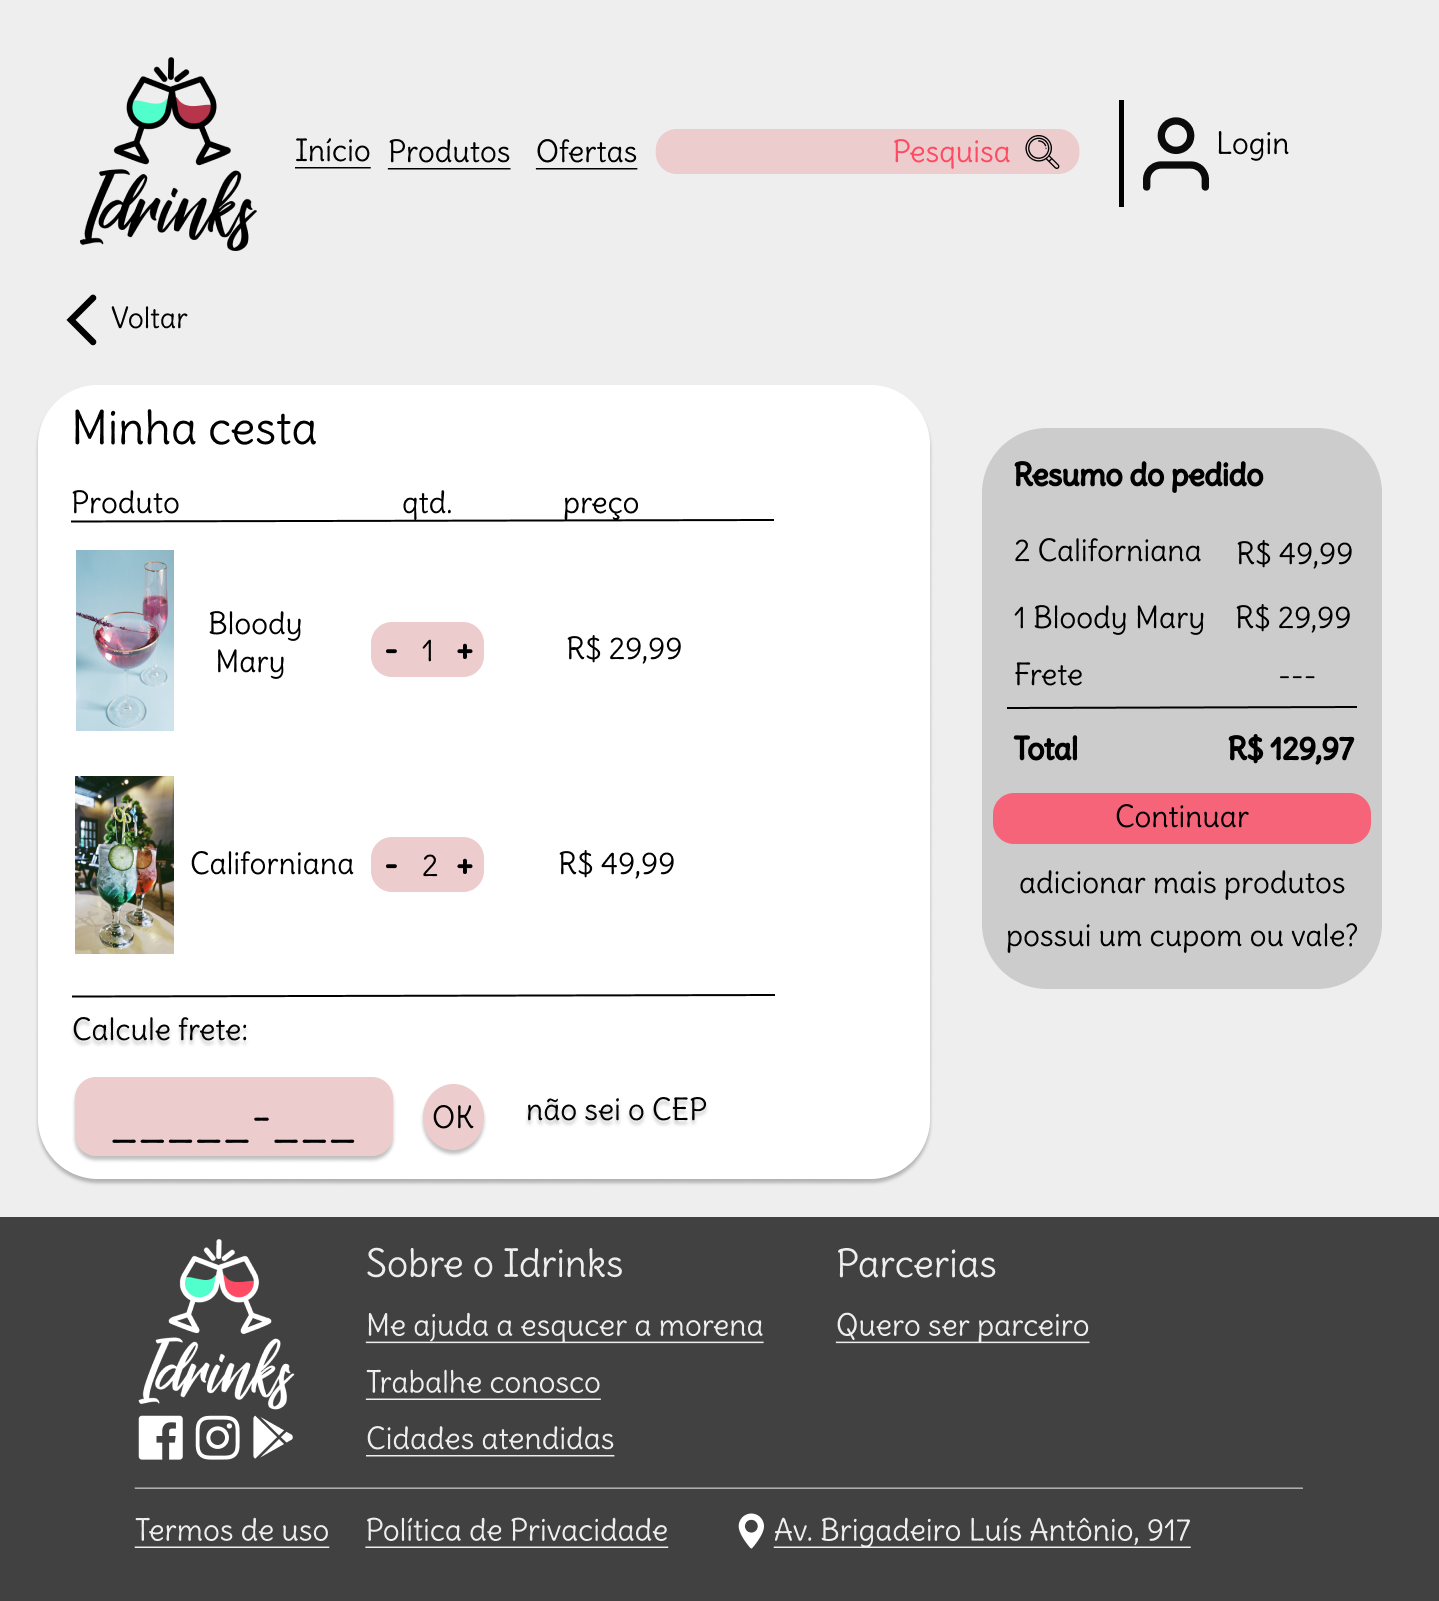 Idrinks
Início Produtos Ofertas Pesquisa Login
Voltar
Minha cesta
Produto qtd. preço
Bloody
Mary
- 1 + R$ 29,99
Californiana - 2 + R$ 49,99
Calcule frete:
_____-___ OK não sei o CEP
Resumo do pedido
2 Californiana R$ 49,99
1 Bloody Mary R$ 29,99
Frete ---
Total R$ 129,97
Continuar
adicionar mais produtos
possui um cupom ou vale?
Idrinks
Sobre o Idrinks
Me ajuda a esqucer a morena
Trabalhe conosco
Cidades atendidas
Parcerias
Quero ser parceiro
Termos de uso Política de Privacidade Av. Brigadeiro Luís Antônio, 917